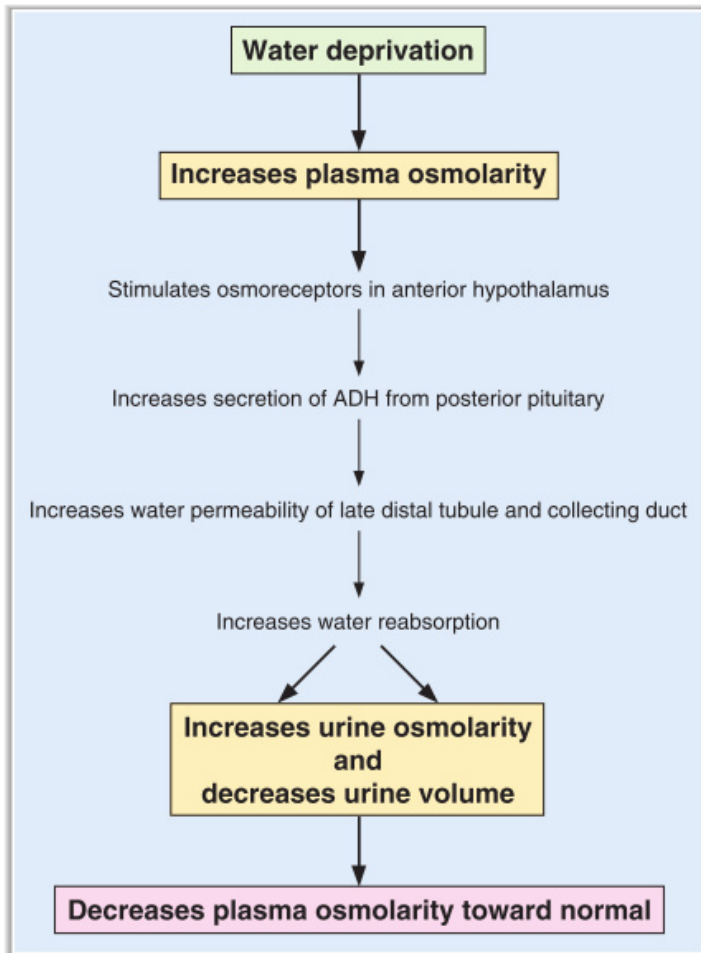 Water deprivation
Increases plasma osmolarity
Stimulates osmoreceptors in anterior hypothalamus
Increases secretion of ADH from posterior pituitary
Increases water permeability of late distal tubule and collecting duct
Increases water reabsorption
Increases urine osmolarity
and
decreases urine volume
Decreases plasma osmolarity toward normal